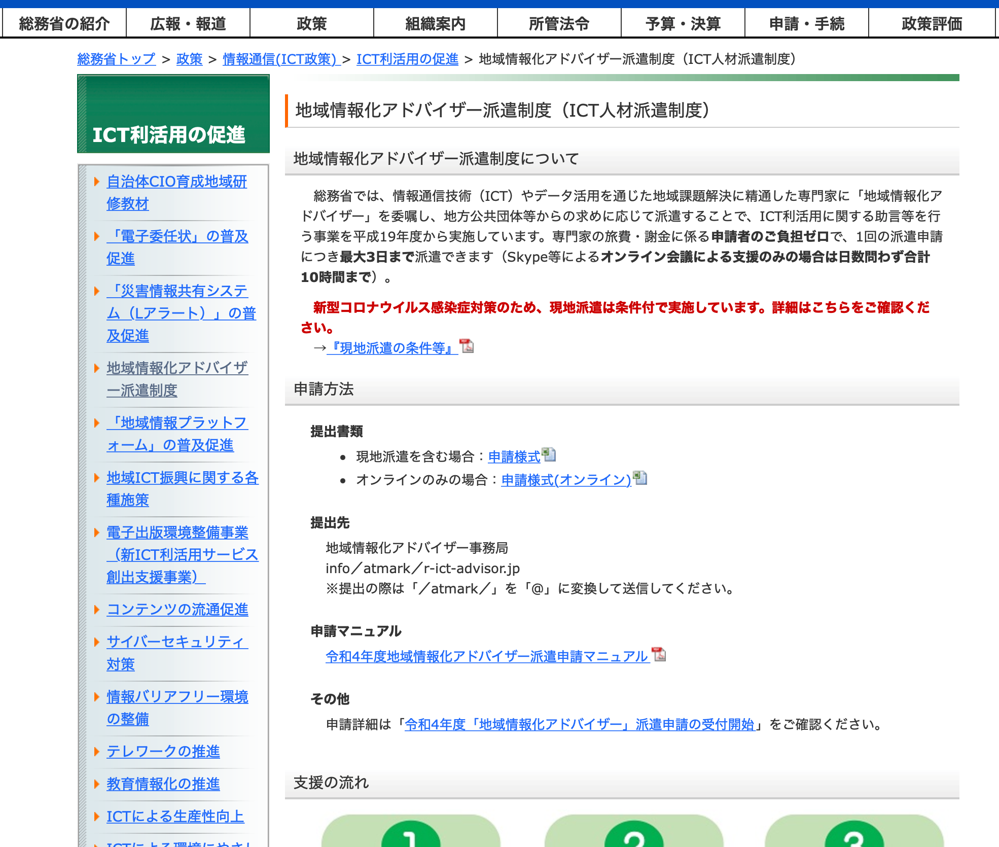 総務省の紹介
広報・報道
政策
組織案内
所管法令
予算・決算
申請・手続
政策評価
総務省トップ > 政策 > 情報通信(ICT政策) > ICT利活用の促進 > 地域情報化アドバイザー派遣制度（ICT人材派遣制度）
ICT利活用の促進
自治体CIO育成地域研
修教材
「電子委任状」の普及
促進
「災害情報共有システ
ム（Lアラート）」の普
及促進
地域情報化アドバイザ
ー派遣制度
「地域情報プラットフ
ォーム」の普及促進
地域ICT振興に関する各
種施策
電子出版環境整備事業
（新ICT利活用サービス
創出支援事業）
コンテンツの流通促進
サイバーセキュリティ
対策
情報バリアフリー環境
の整備
テレワークの推進
教育情報化の推進
ICTによる生産性向上
ICTによる環境にやさし
地域情報化アドバイザー派遣制度（ICT人材派遣制度）
地域情報化アドバイザー派遣制度について
総務省では、情報通信技術（ICT）やデータ活用を通じた地域課題解決に精通した専門家に「地域情報化ア
ドバイザー」を委嘱し、地方公共団体等からの求めに応じて派遣することで、ICT利活用に関する助言等を行
う事業を平成19年度から実施しています。専門家の旅費・謝金に係る申請者のご負担ゼロで、1回の派遣申請
につき最大3日まで派遣できます（Skype等によるオンライン会議による支援のみの場合は日数問わず合計
10時間まで）。
新型コロナウイルス感染症対策のため、現地派遣は条件付で実施しています。詳細はこちらをご確認くだ
さい。
→『現地派遣の条件等』
申請方法
提出書類
• 現地派遣を含む場合：申請様式
• オンラインのみの場合：申請様式(オンライン)
提出先
地域情報化アドバイザー事務局
info／atmark／r-ict-advisor.jp
※提出の際は「／atmark／」を「@」に変換して送信してください。
申請マニュアル
令和4年度地域情報化アドバイザー派遣申請マニュアル
その他
申請詳細は「令和4年度「地域情報化アドバイザー」派遣申請の受付開始」をご確認ください。
支援の流れ
1
2
3